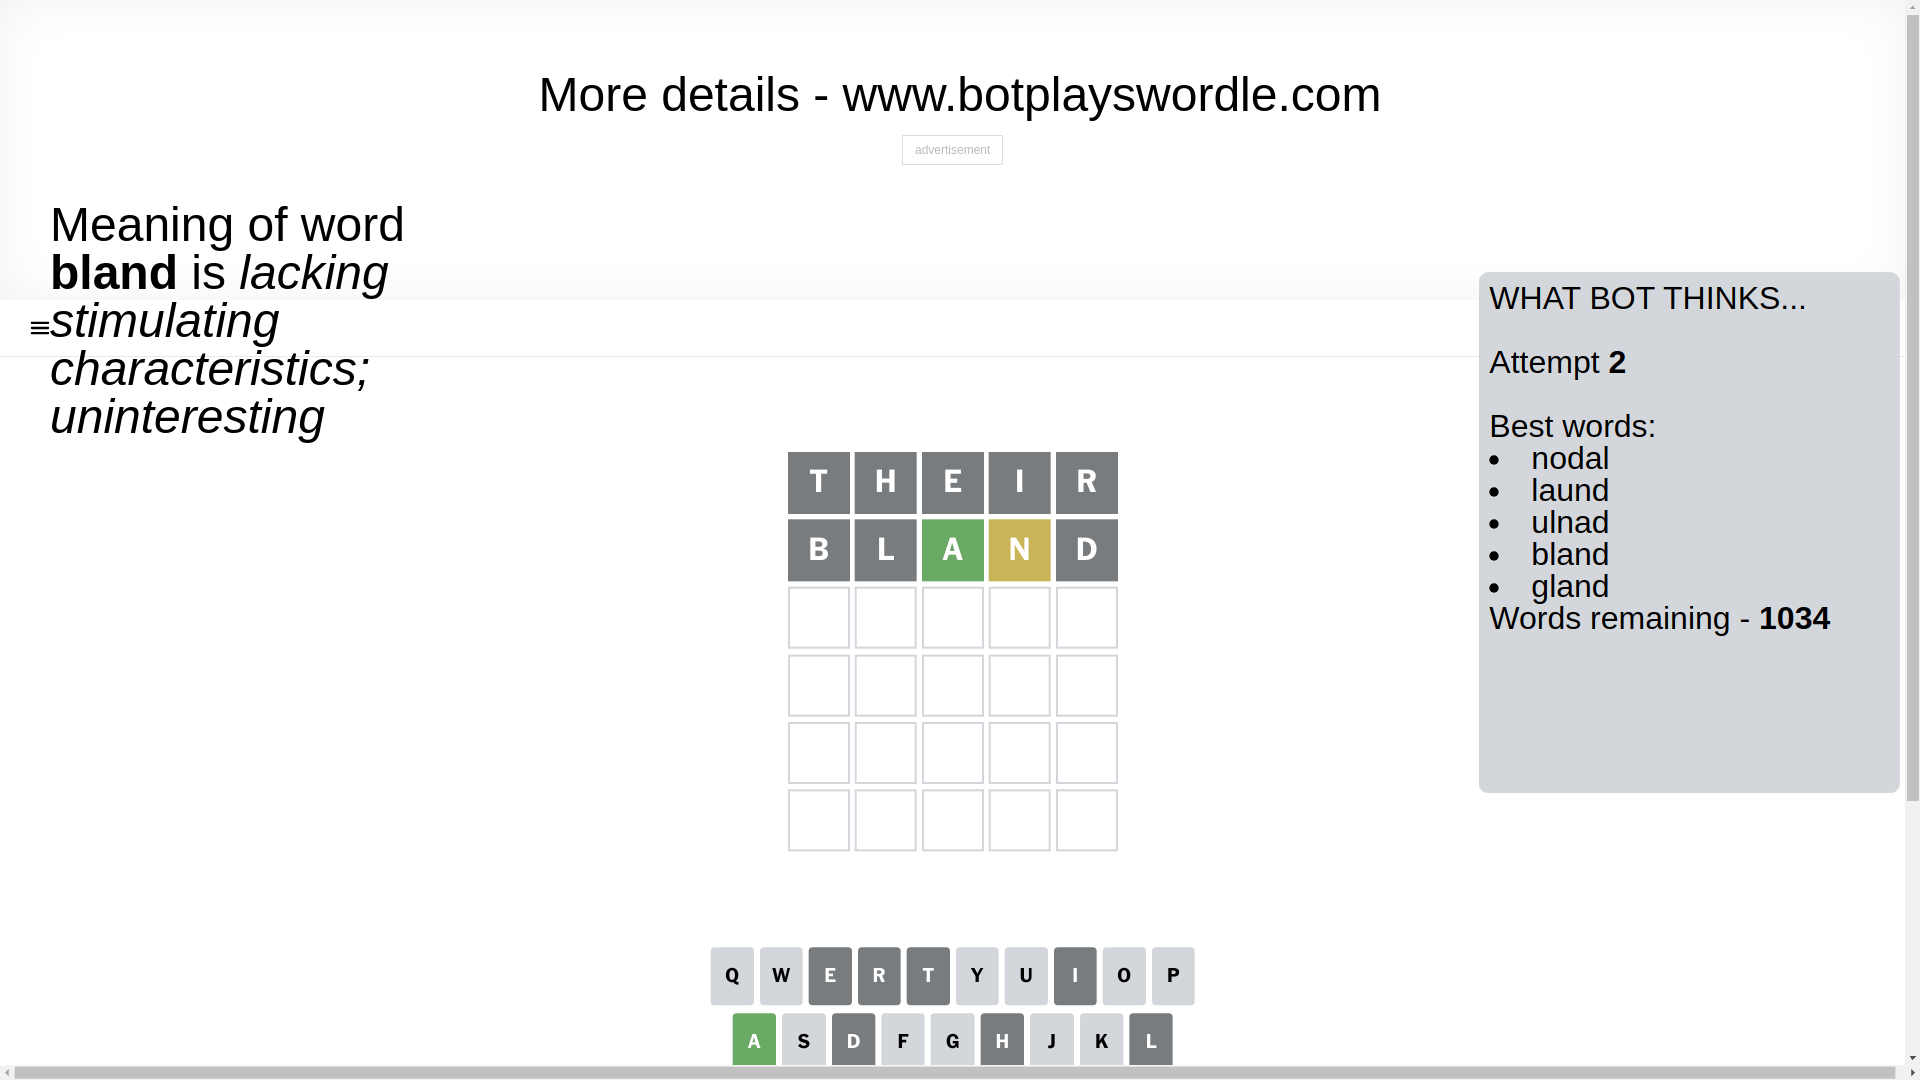 More details - www.botplayswordle.com
advertisement
Meaning of word
bland is lacking
stimulating
characteristics;
uninteresting
WHAT BOT THINKS...
Attempt 2
Best words:
• nodal
• laund
• ulnad
• bland
• gland
Words remaining - 1034
T H E I R
B L A N D
Q W E R T Y U I O P
A S D F G H J K L